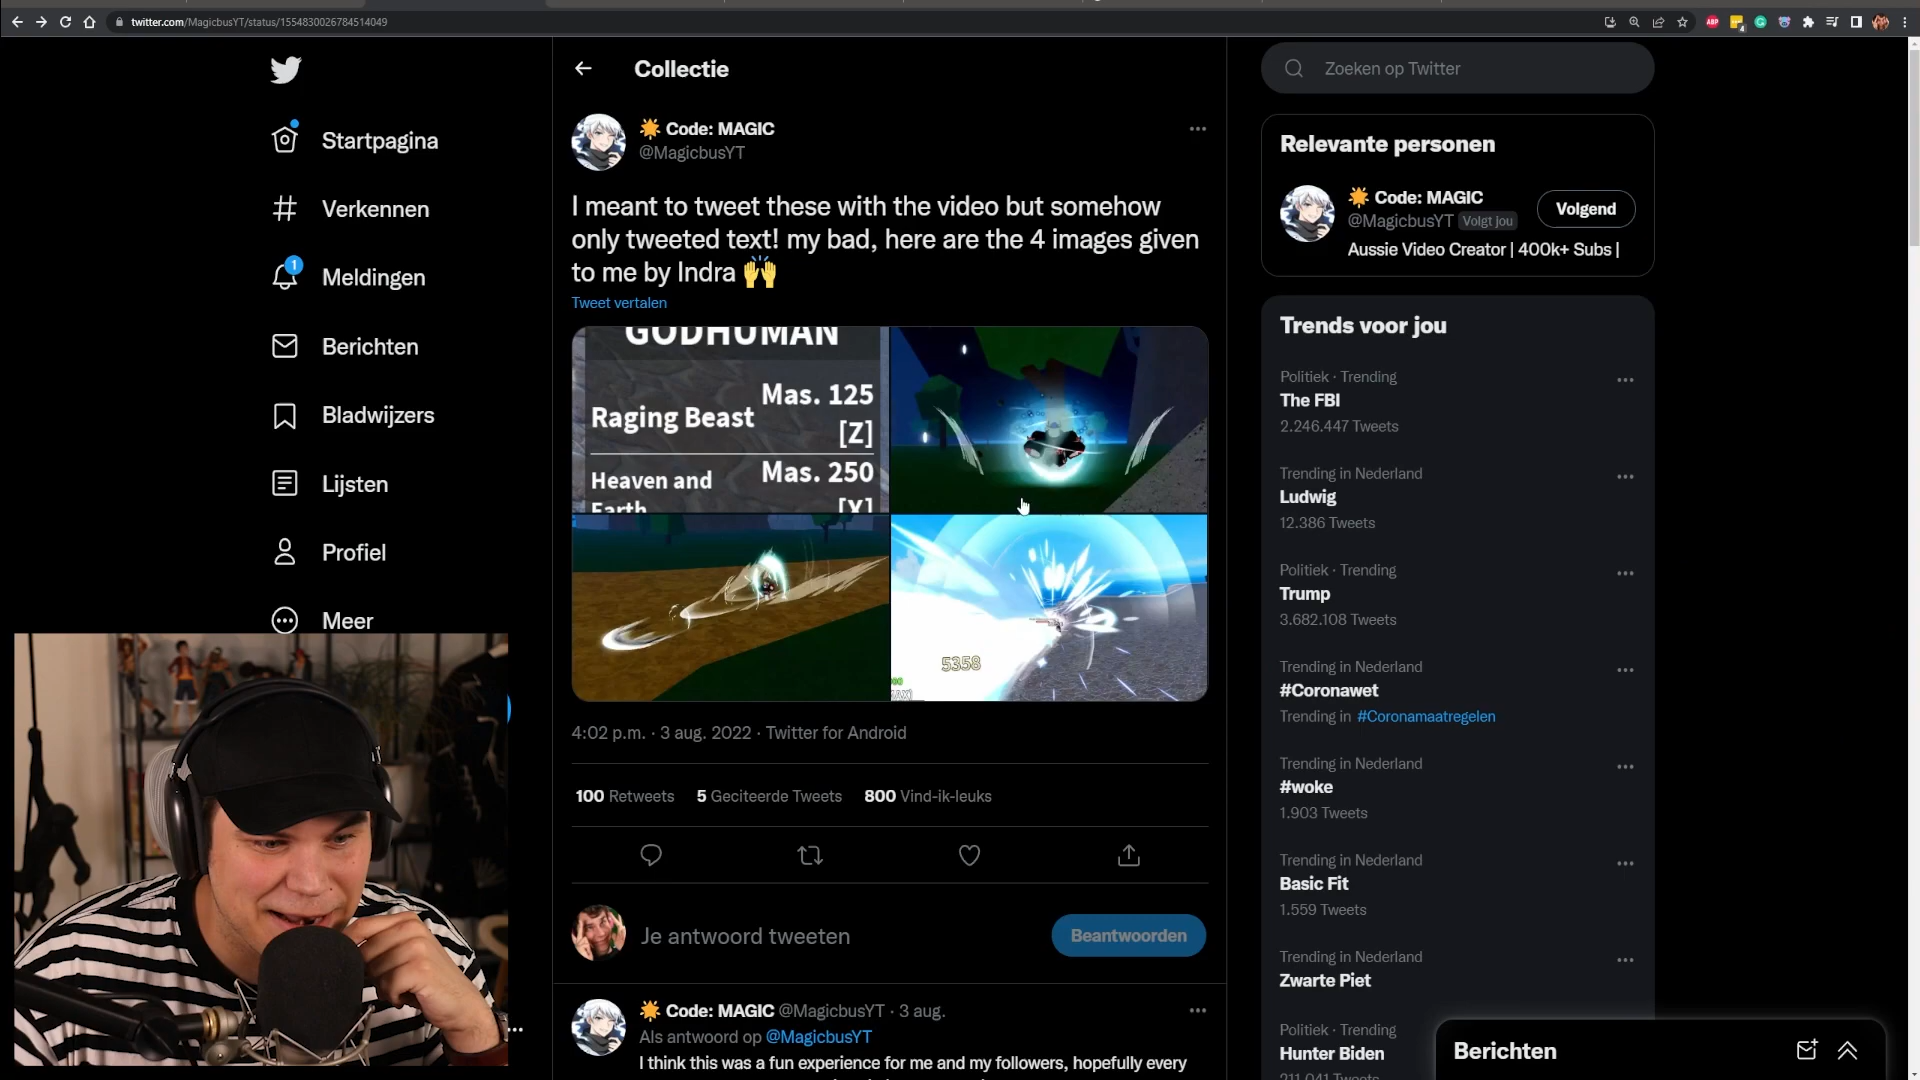 twitter.com/MagicbusYT/status/1554830026784514049
Startpagina
Verkennen
1
Meldingen
Berichten
Bladwijzers
Lijsten
Profiel
Meer
Collectie
Code: MAGIC
@MagicbusYT
I meant to tweet these with the video but somehow
only tweeted text! my bad, here are the 4 images given
to me by Indra 🙌
Tweet vertalen
GODHUMAN
Raging Beast Mas. 125
[Z]
Heaven and Mas. 250
Earth [X]
5358
4:02 p.m. · 3 aug. 2022 · Twitter for Android
100 Retweets 5 Geciteerde Tweets 800 Vind-ik-leuks
Je antwoord tweeten
Beantwoorden
Code: MAGIC @MagicbusYT · 3 aug.
Als antwoord op @MagicbusYT
I think this was a fun experience for me and my followers, hopefully every
Zoeken op Twitter
Relevante personen
Code: MAGIC
@MagicbusYT Volgt jou
Volgend
Aussie Video Creator | 400k+ Subs |
Trends voor jou
Politiek · Trending
The FBI
2.246.447 Tweets
Trending in Nederland
Ludwig
12.386 Tweets
Politiek · Trending
Trump
3.682.108 Tweets
Trending in Nederland
#Coronawet
Trending in #Coronamaatregelen
Trending in Nederland
#woke
1.903 Tweets
Trending in Nederland
Basic Fit
1.559 Tweets
Trending in Nederland
Zwarte Piet
Politiek · Trending
Hunter Biden
211.041 Tweets
Berichten